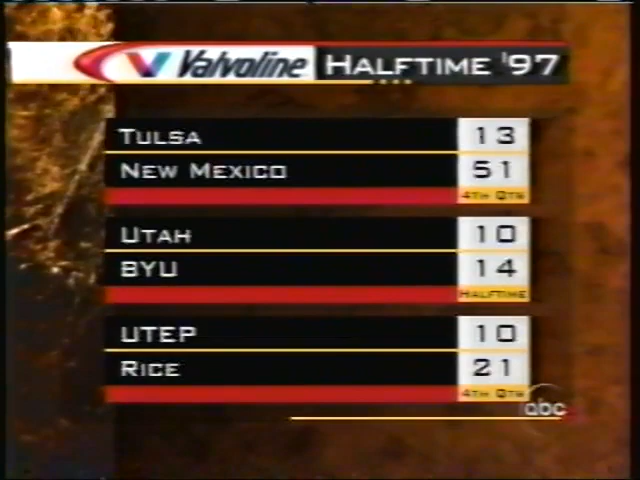 Valvoline HALFTIME '97
TULSA 13
NEW MEXICO 51
4TH QTR
UTAH 10
BYU 14
HALFTIME
UTEP 10
RICE 21
4TH QTR
abc